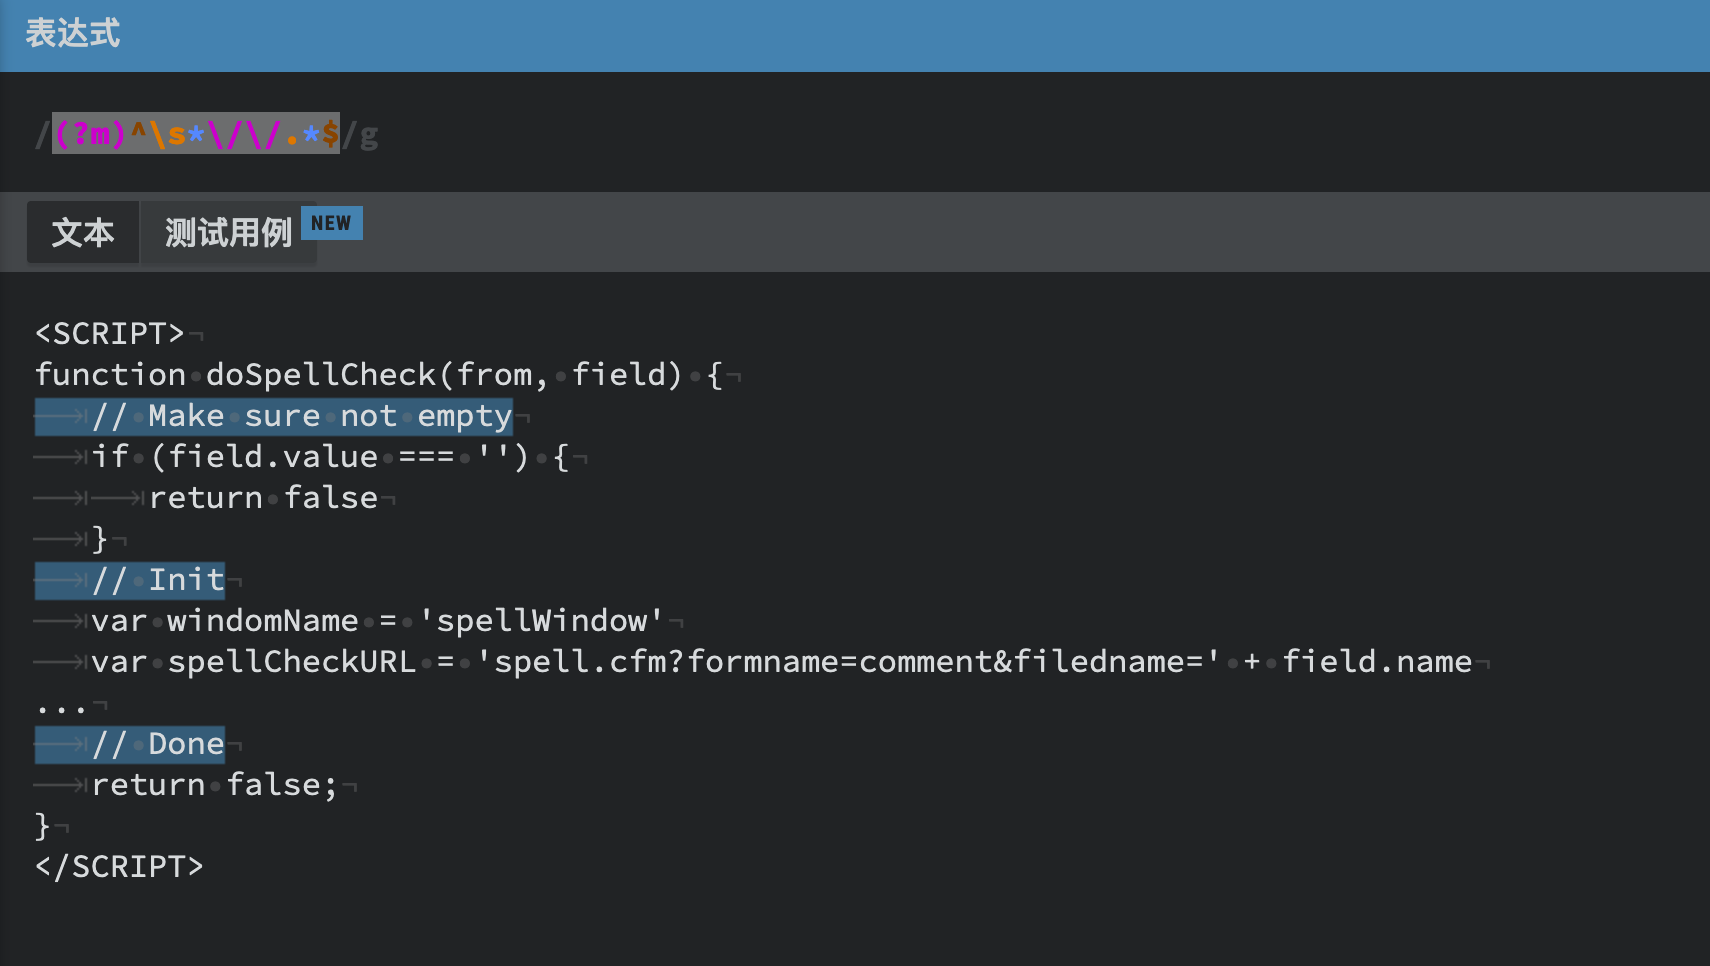 表达式
/(?m)^\s*\/\/.*$/g
文本 测试用例 NEW
<SCRIPT>
function doSpellCheck(from, field) {
// Make sure not empty
if (field.value === '') {
return false
}
// Init
var windomName = 'spellWindow'
var spellCheckURL = 'spell.cfm?formname=comment&filedname=' + field.name
...
// Done
return false;
}
</SCRIPT>